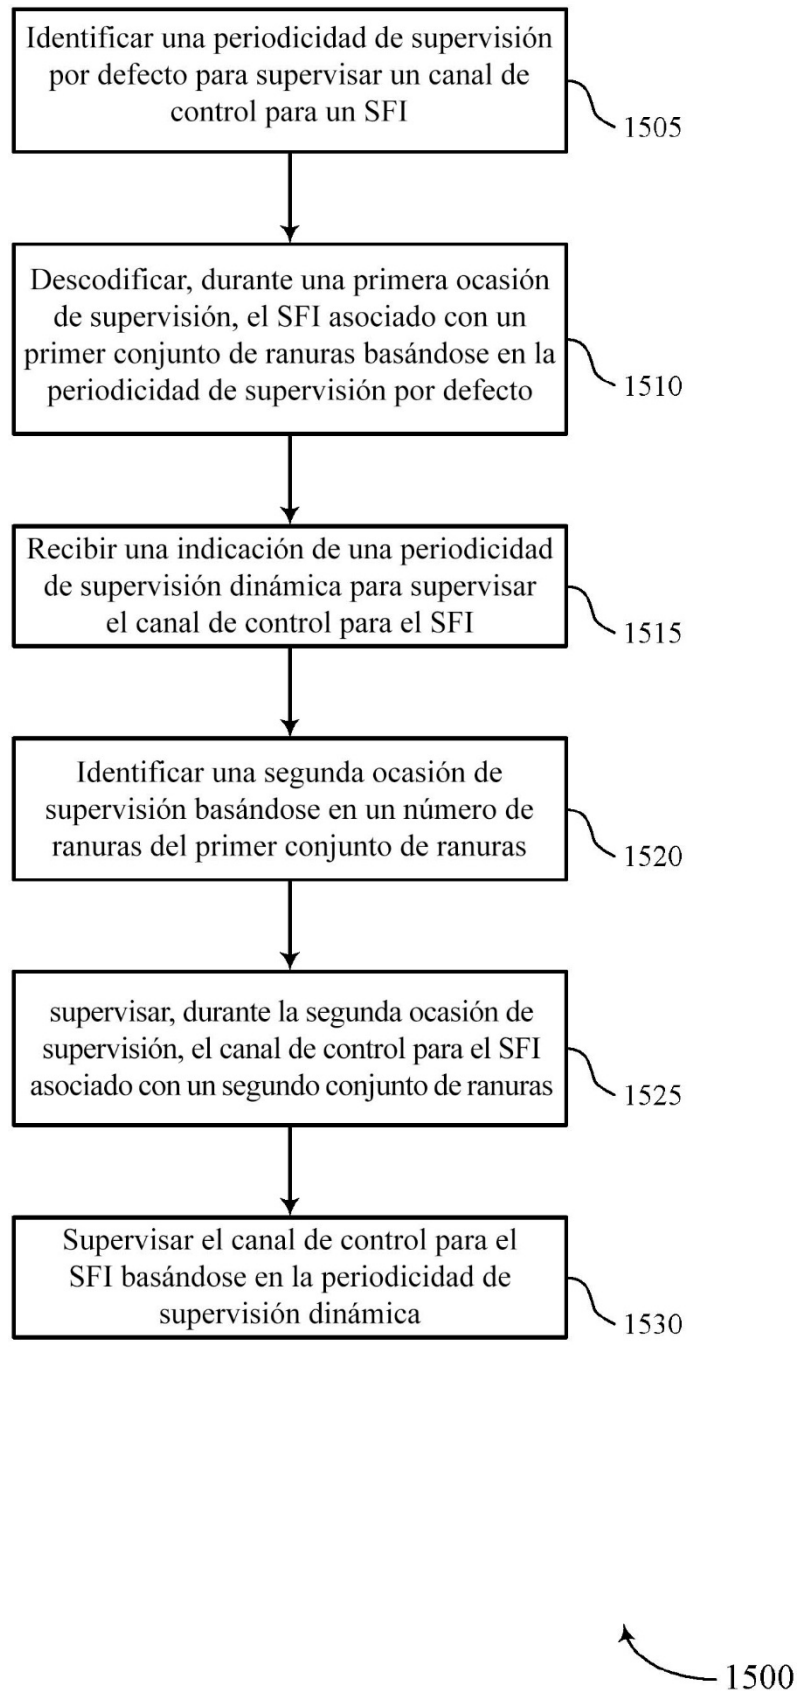 Identificar una periodicidad de supervisión
por defecto para supervisar un canal de
control para un SFI
1505
Descodificar, durante una primera ocasión
de supervisión, el SFI asociado con un
primer conjunto de ranuras basándose en la
periodicidad de supervisión por defecto
1510
Recibir una indicación de una periodicidad
de supervisión dinámica para supervisar
el canal de control para el SFI
1515
Identificar una segunda ocasión de
supervisión basándose en un número de
ranuras del primer conjunto de ranuras
1520
supervisar, durante la segunda ocasión de
supervisión, el canal de control para el SFI
asociado con un segundo conjunto de ranuras
1525
Supervisar el canal de control para el
SFI basándose en la periodicidad de
supervisión dinámica
1530
1500